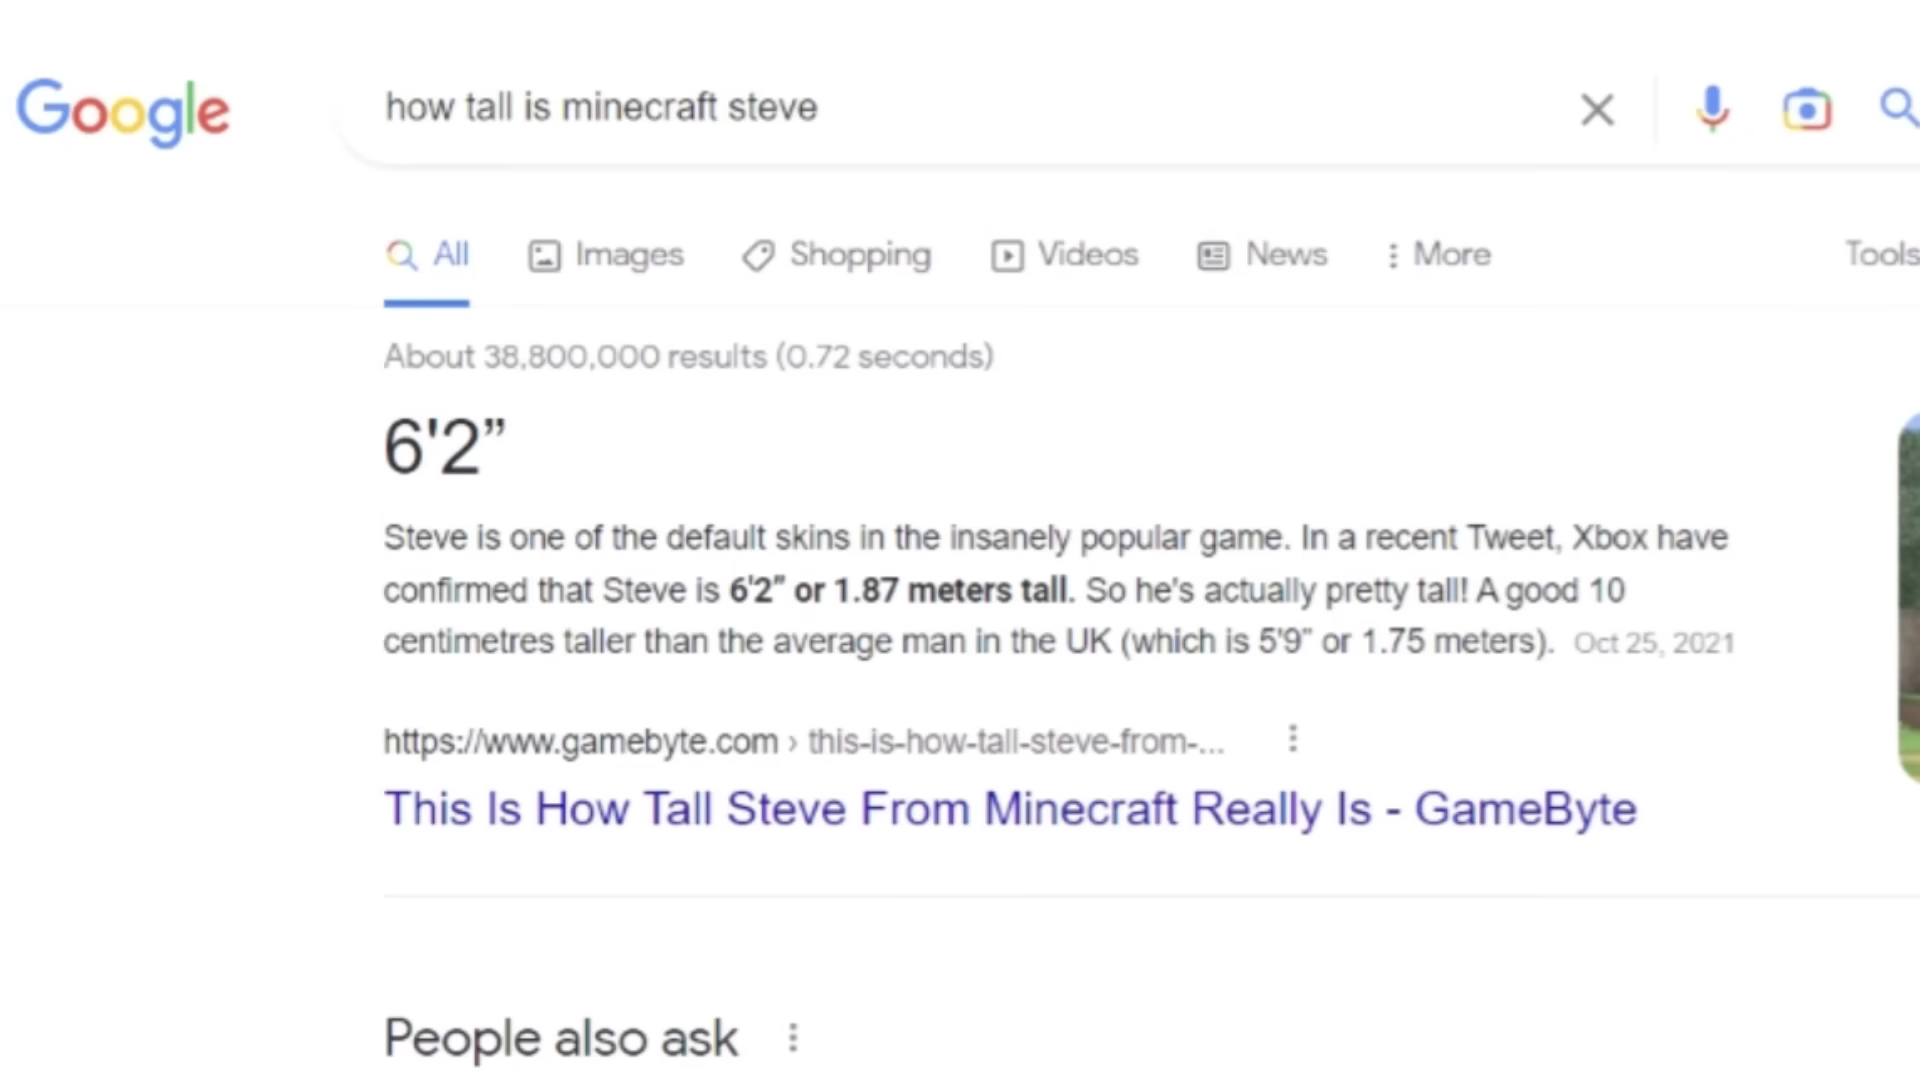 Google
how tall is minecraft steve
All Images Shopping Videos News More Tools
About 38,800,000 results (0.72 seconds)
6'2”
Steve is one of the default skins in the insanely popular game. In a recent Tweet, Xbox have
confirmed that Steve is 6'2” or 1.87 meters tall. So he's actually pretty tall! A good 10
centimetres taller than the average man in the UK (which is 5'9” or 1.75 meters). Oct 25, 2021
https://www.gamebyte.com › this-is-how-tall-steve-from-...
This Is How Tall Steve From Minecraft Really Is - GameByte
People also ask